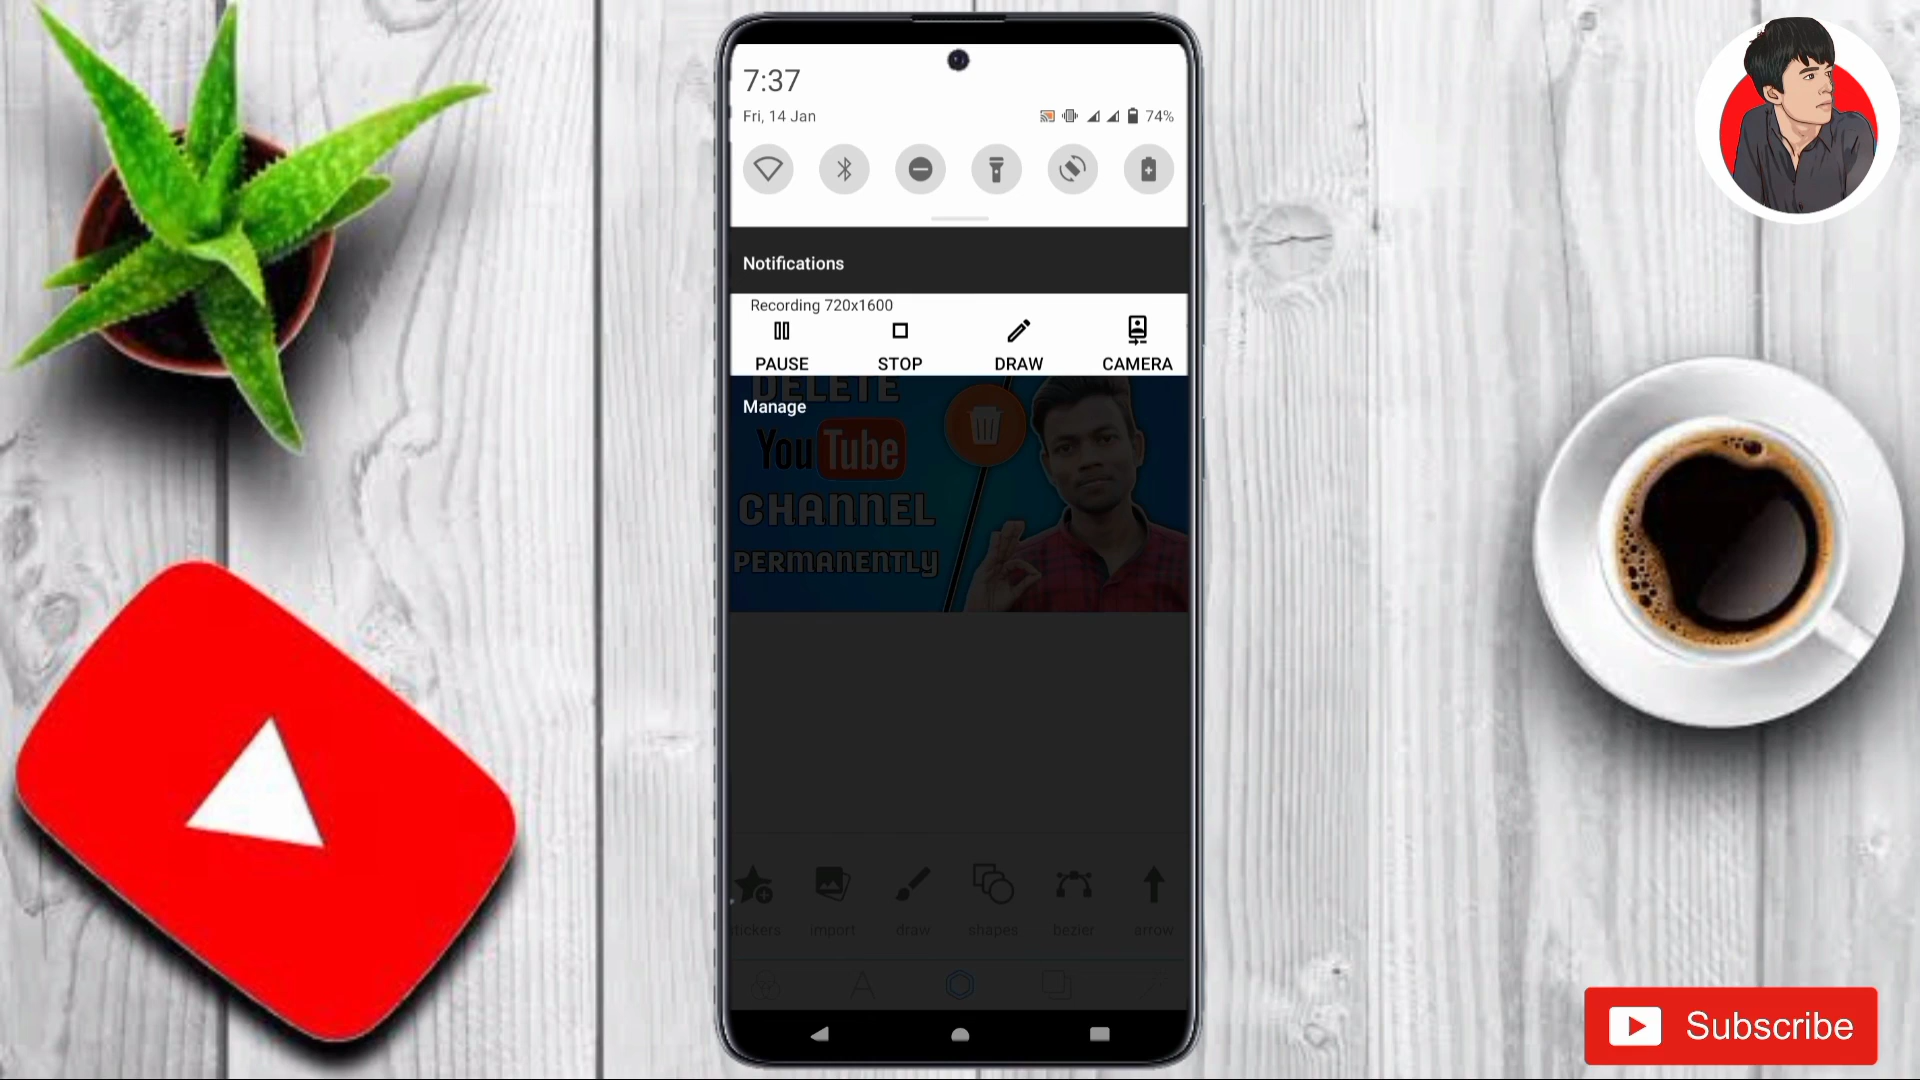 7:37
Fri, 14 Jan
74%
Notifications
Recording 720x1600
PAUSE STOP DRAW CAMERA
DELETE
Manage
YouTube
CHANNEL
PERMANENTLY
tickers import draw shapes bezier arrow
A
Subscribe